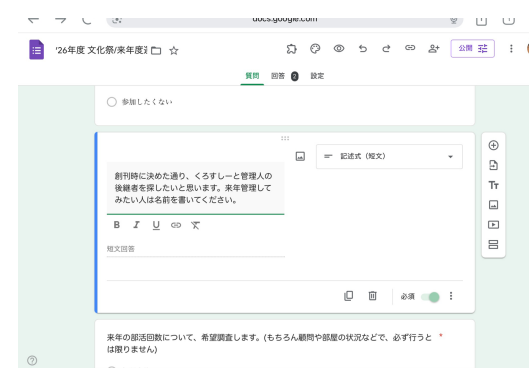 docs.google.com
'26年度 文化祭/来年度
公開
質問 回答 設定
参加したくない
記述式（短文）
創刊時に決めた通り、くろすしーと管理人の
後継者を探したいと思います。来年管理して
みたい人は名前を書いてください。
B I U
短文回答
必須
Tr
来年の部活回数について、希望調査します。(もちろん顧問や部屋の状況などで、必ず行うと *
は限りません)